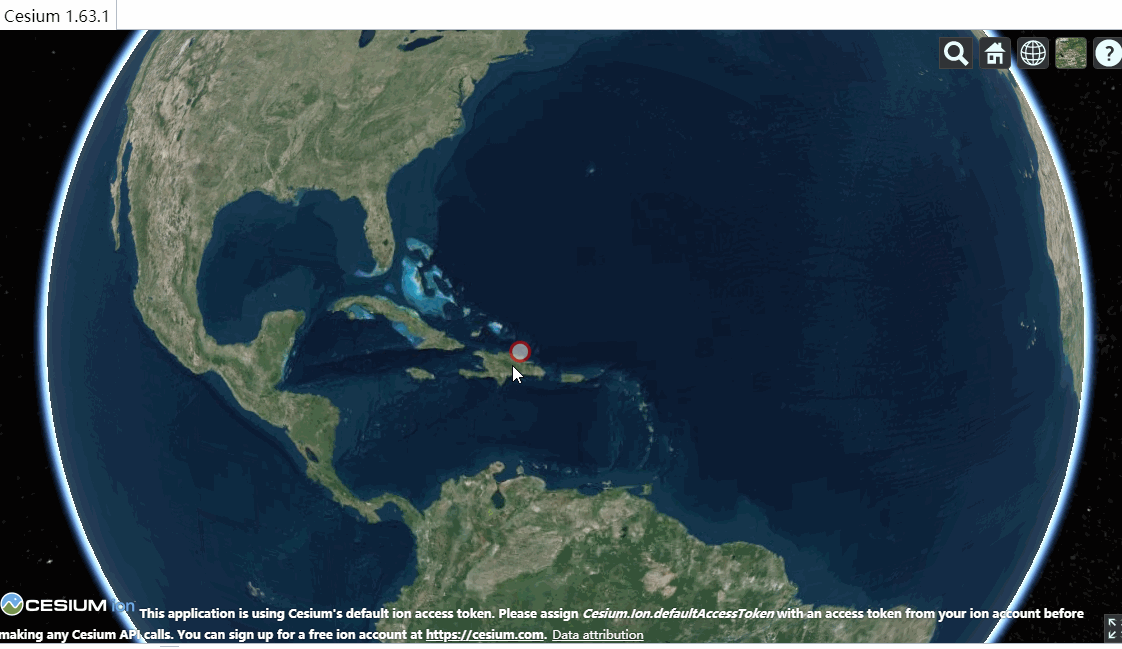 Cesium 1.63.1
?
CESIUM ion This application is using Cesium's default ion access token. Please assign Cesium.Ion.defaultAccessToken with an access token from your ion account before
making any Cesium API calls. You can sign up for a free ion account at https://cesium.com. Data attribution